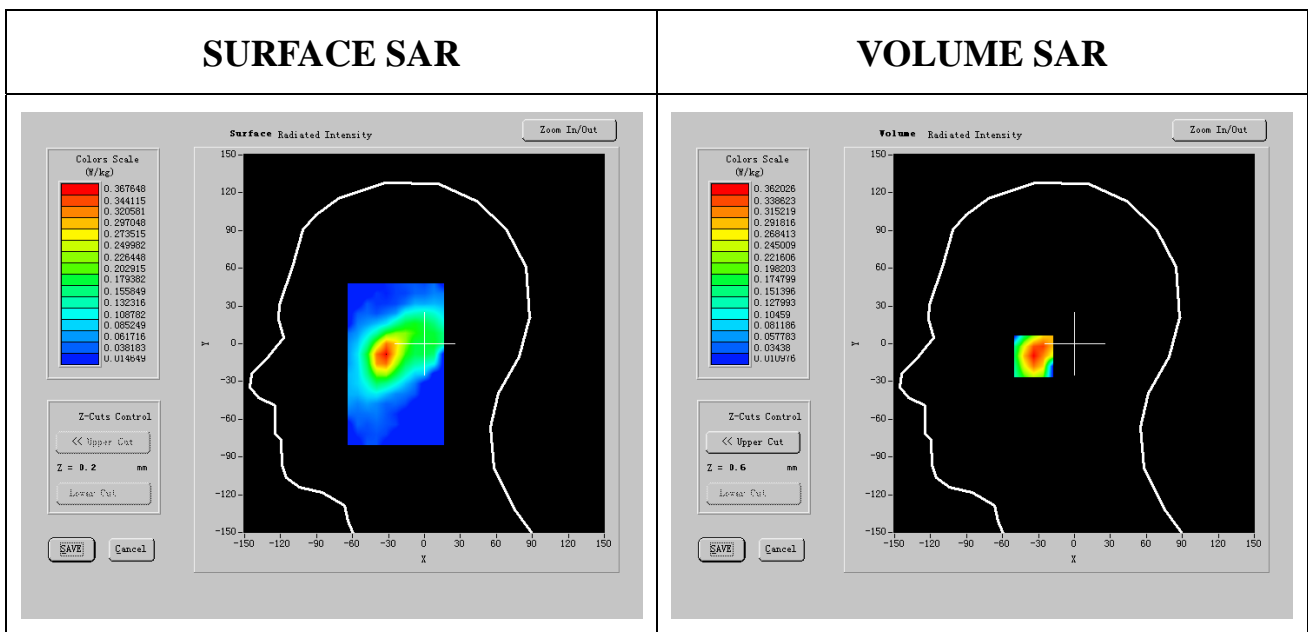 SURFACE SAR
VOLUME SAR
Surface Radiated Intensity
Zoom In/Out
Colors Scale
(W/kg)
0.367648
0.344115
0.320581
0.297048
0.273515
0.249982
0.226448
0.202915
0.179382
0.155849
0.132316
0.108782
0.085249
0.061716
0.038183
0.014649
Z-Cuts Control
<< Upper Cut
Z = 0.2 mm
Lower Cut
SAVE Cancel
150
120
90
60
30
0
-30
-60
-90
-120
-150
Y
-150 -120 -90 -60 -30 0 30 60 90 120 150
X
Volume Radiated Intensity
Zoom In/Out
Colors Scale
(W/kg)
0.362026
0.338623
0.315219
0.291816
0.268413
0.245009
0.221606
0.198203
0.174799
0.151396
0.127993
0.10459
0.081186
0.057783
0.03438
0.010976
Z-Cuts Control
<< Upper Cut
Z = 0.6 mm
Lower Cut
SAVE Cancel
150
120
90
60
30
0
-30
-60
-90
-120
-150
Y
-150 -120 -90 -60 -30 0 30 60 90 120 150
X